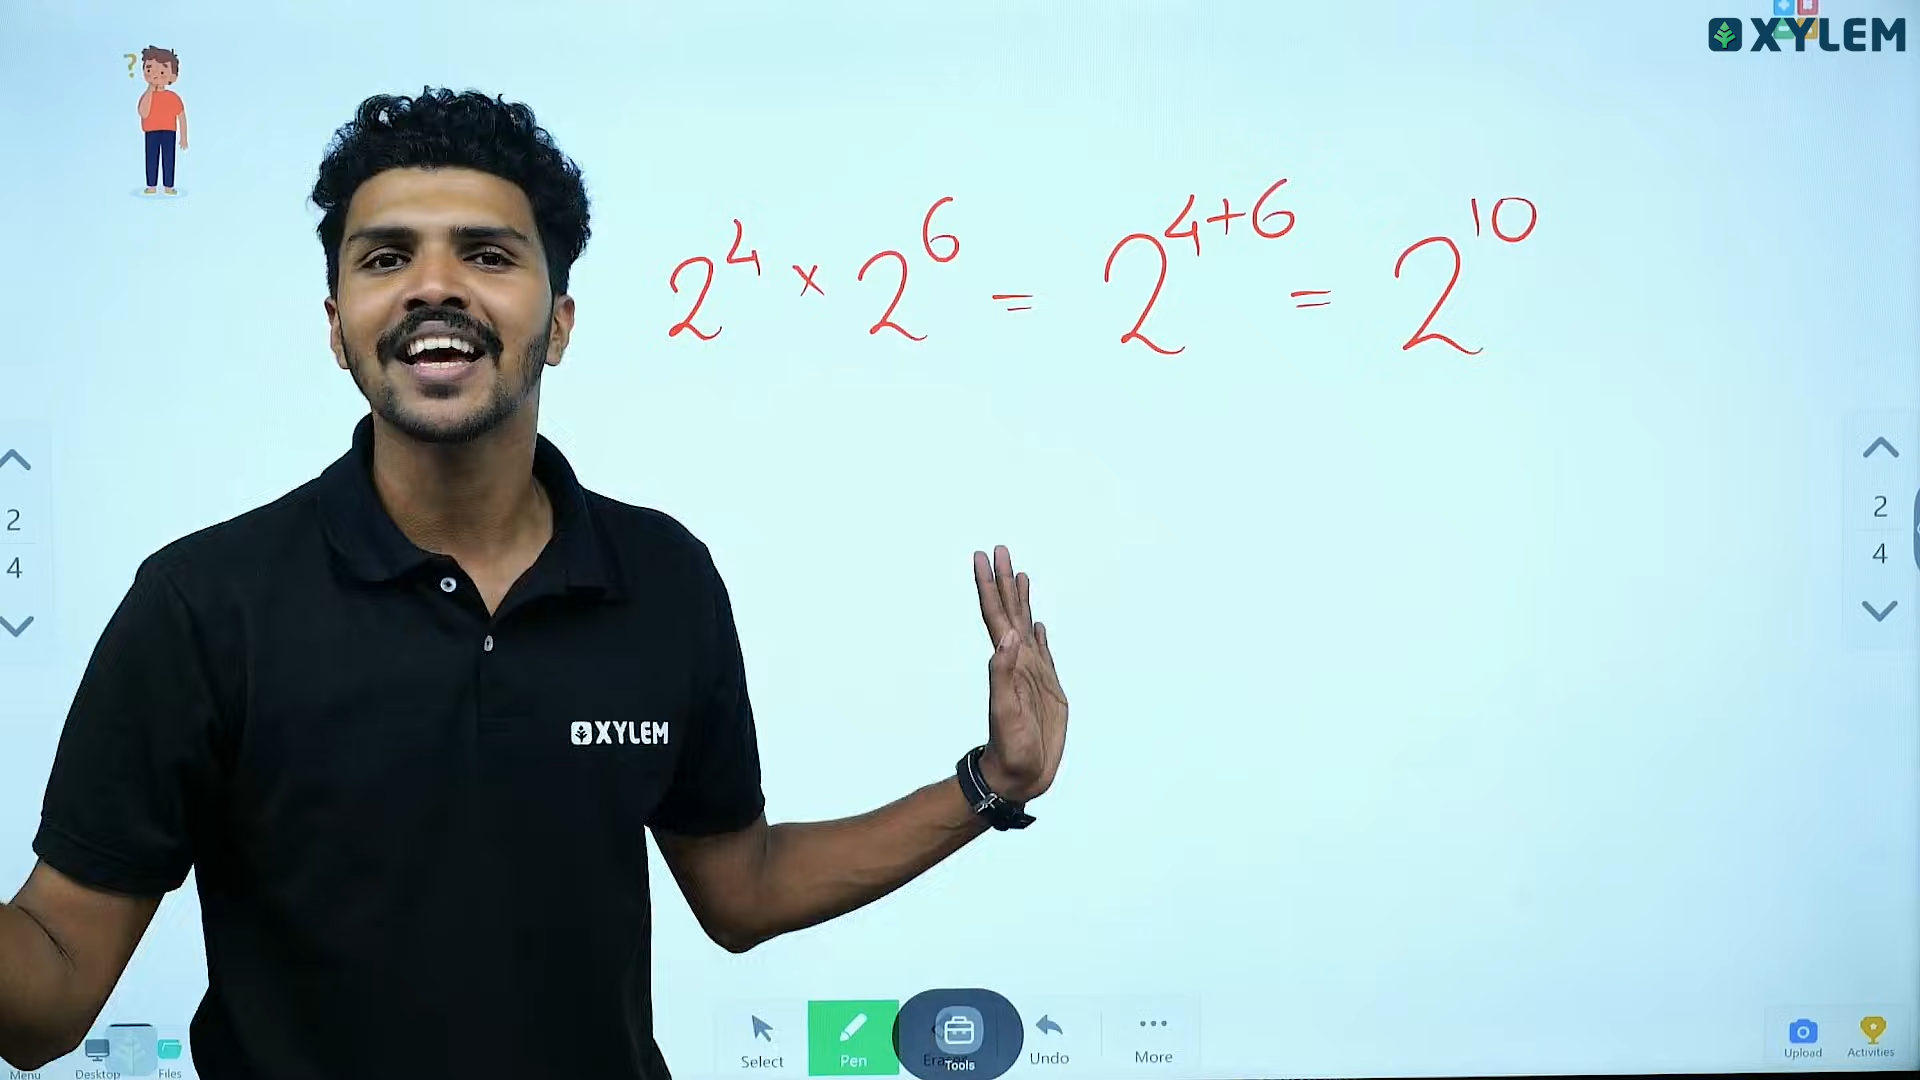 XYLEM
?
2⁴ × 2⁶ = 2⁴⁺⁶ = 2¹⁰
2
4
2
4
XYLEM
Select
Pen
Tools
Undo
More
Menu
Desktop
Files
Upload
Activities